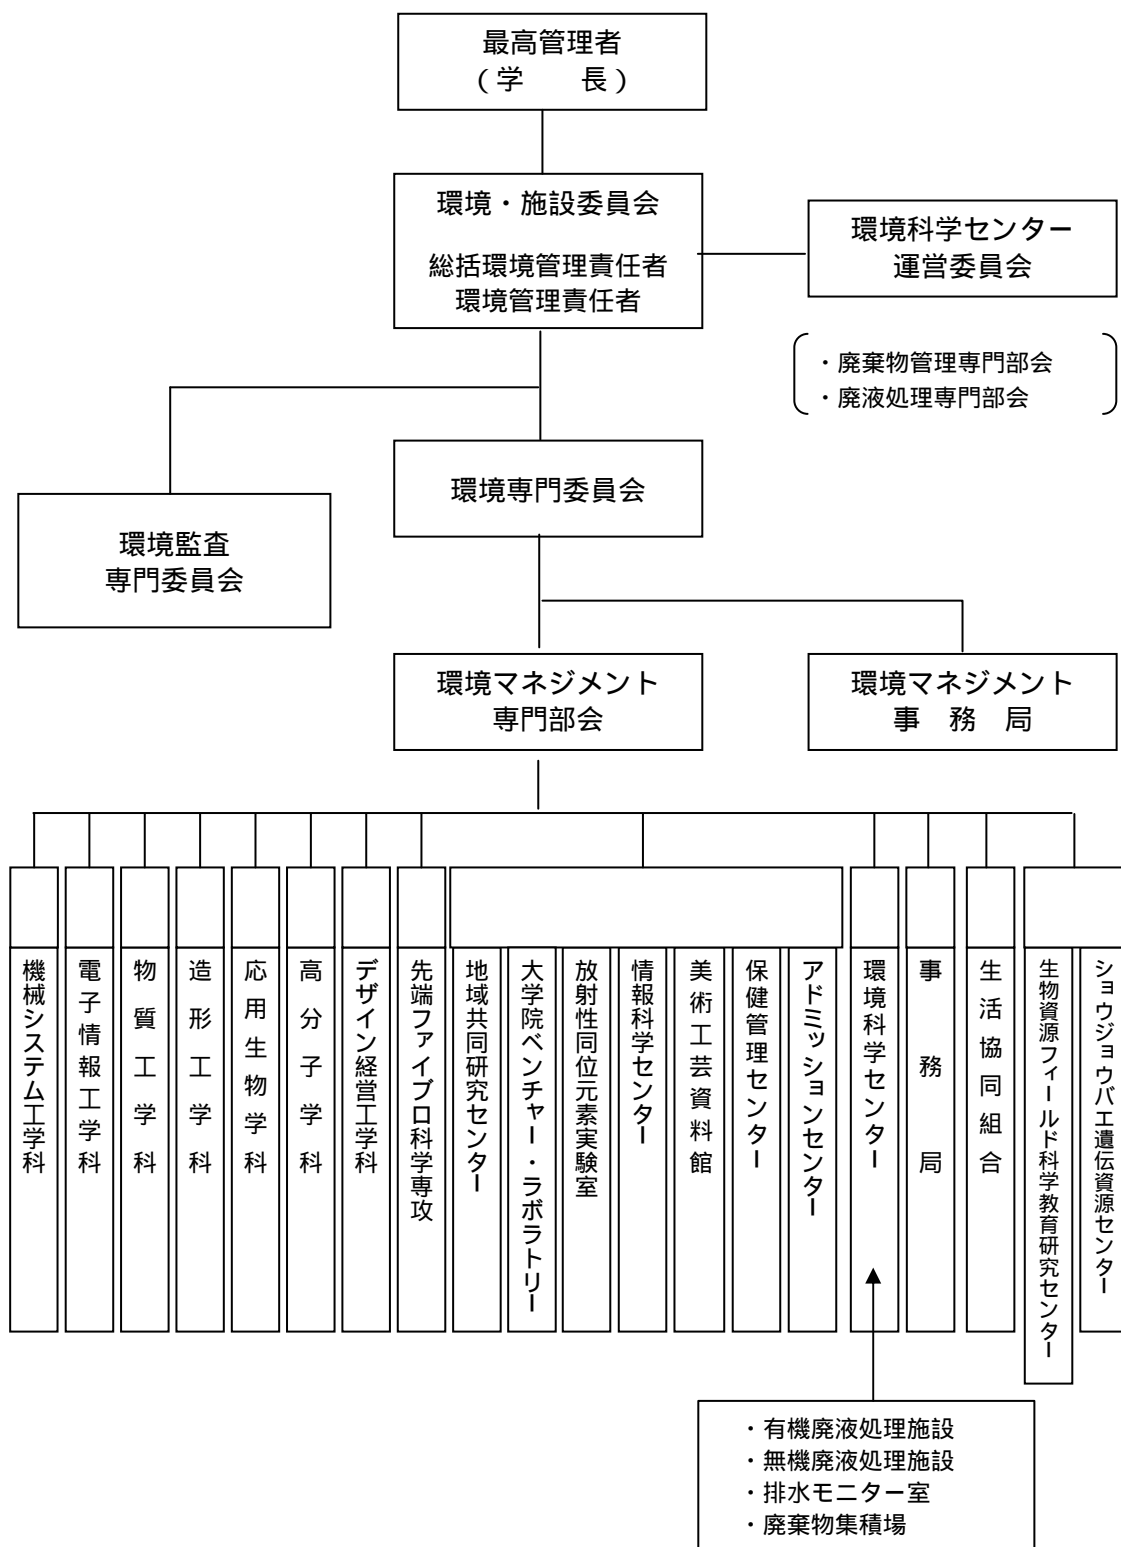 最高管理者
(学　　長)
環境・施設委員会
総括環境管理責任者
環境管理責任者
環境科学センター
運営委員会
・廃棄物管理専門部会
・廃液処理専門部会
環境専門委員会
環境監査
専門委員会
環境マネジメント
専門部会
環境マネジメント
事　務　局
機械システム工学科
電子情報工学科
物質工学科
造形工学科
応用生物学科
高分子学科
デザイン経営工学科
先端ファイブロ科学専攻
地域共同研究センター
大学院ベンチャー・ラボラトリー
放射性同位元素実験室
情報科学センター
美術工芸資料館
保健管理センター
アドミッションセンター
環境科学センター
事務局
生活協同組合
生物資源フィールド科学教育研究センター
ショウジョウバエ遺伝資源センター
・有機廃液処理施設
・無機廃液処理施設
・排水モニター室
・廃棄物集積場